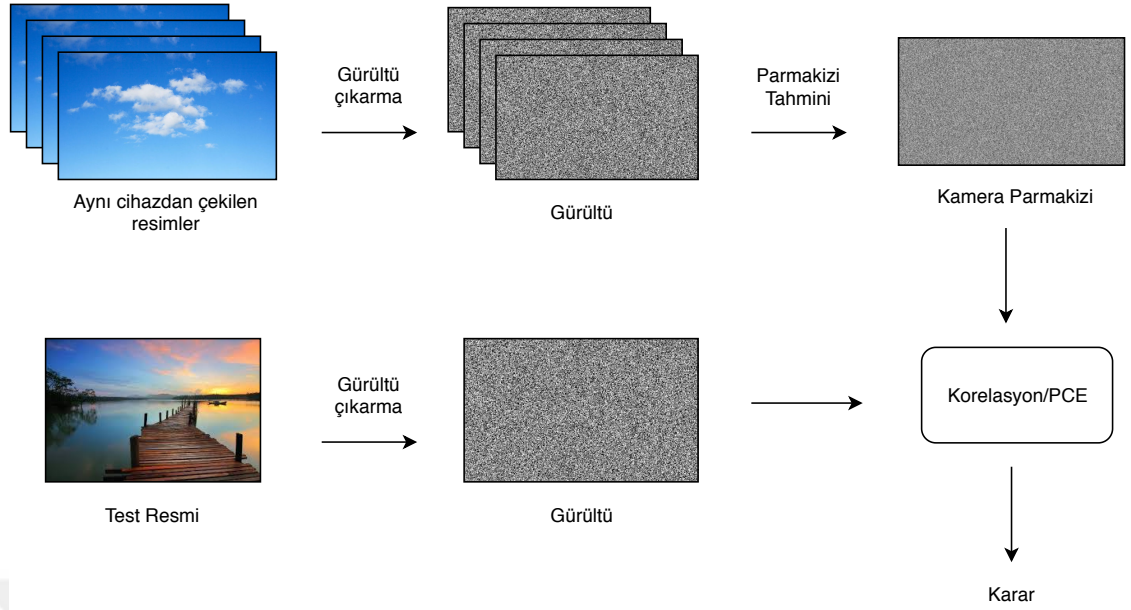 Gürültü
çıkarma
Parmakizi
Tahmini
Aynı cihazdan çekilen
resimler
Gürültü
Kamera Parmakizi
Gürültü
çıkarma
Korelasyon/PCE
Test Resmi
Gürültü
Karar